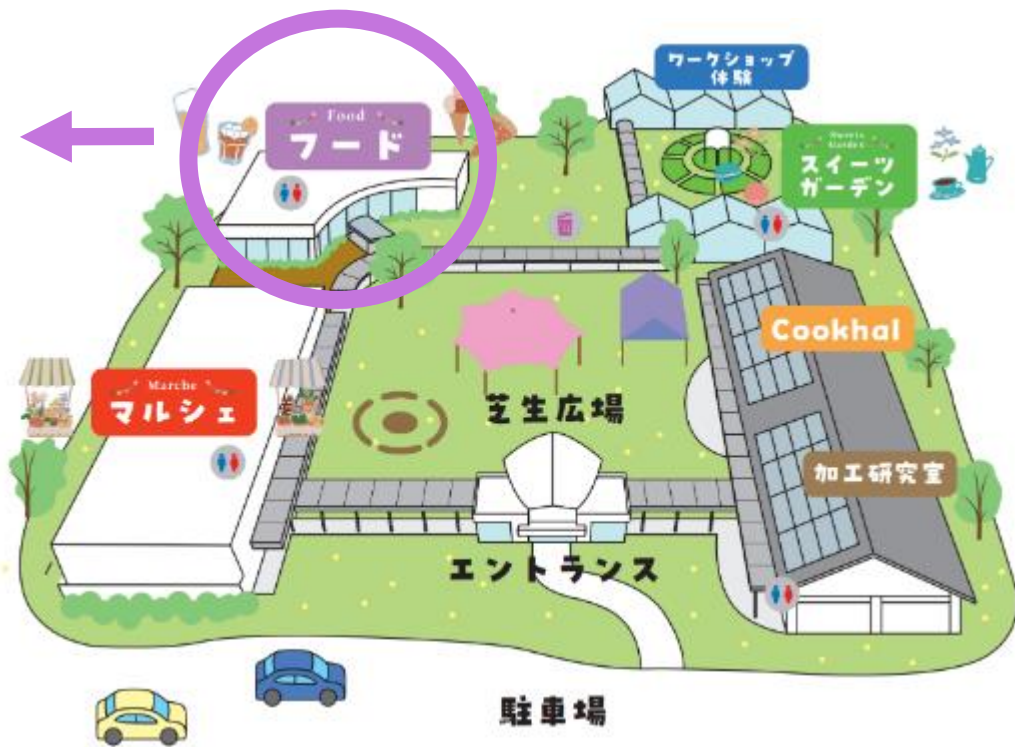 ワークショップ
体験
Food
フード
Sweets
Garden
スイーツ
ガーデン
Cookhal
Marche
マルシェ
芝生広場
加工研究室
エントランス
駐車場